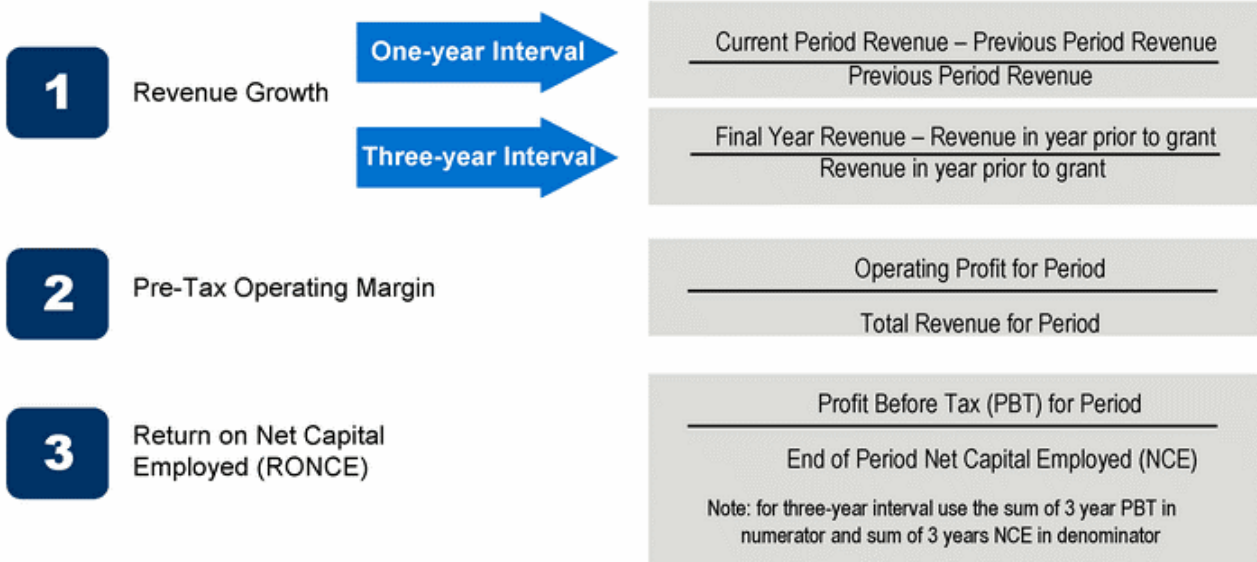 1
Revenue Growth
One-year Interval
Current Period Revenue – Previous Period Revenue
Previous Period Revenue
Three-year Interval
Final Year Revenue – Revenue in year prior to grant
Revenue in year prior to grant
2
Pre-Tax Operating Margin
Operating Profit for Period
Total Revenue for Period
3
Return on Net Capital
Employed (RONCE)
Profit Before Tax (PBT) for Period
End of Period Net Capital Employed (NCE)
Note: for three-year interval use the sum of 3 year PBT in
numerator and sum of 3 years NCE in denominator